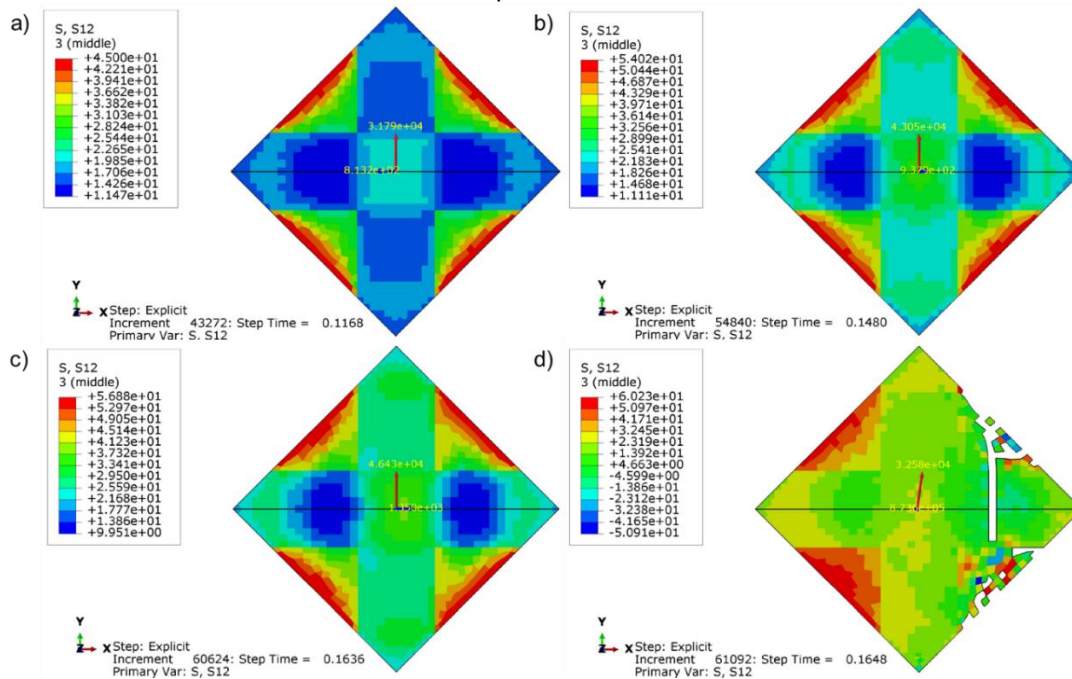 a)
S, S12
3 (middle)
+4.500e+01
+4.221e+01
+3.941e+01
+3.662e+01
+3.382e+01
+3.103e+01
+2.824e+01
+2.544e+01
+2.265e+01
+1.985e+01
+1.706e+01
+1.426e+01
+1.147e+01
3.179e+04
8.132e+02
Y
Z X
Step: Explicit
Increment 43272: Step Time = 0.1168
Primary Var: S, S12
b)
S, S12
3 (middle)
+5.402e+01
+5.044e+01
+4.687e+01
+4.329e+01
+3.971e+01
+3.614e+01
+3.256e+01
+2.899e+01
+2.541e+01
+2.183e+01
+1.826e+01
+1.468e+01
+1.111e+01
4.305e+04
Y
Z X
Step: Explicit
Increment 54840: Step Time = 0.1480
Primary Var: S, S12
c)
S, S12
3 (middle)
+5.688e+01
+5.297e+01
+4.905e+01
+4.514e+01
+4.123e+01
+3.732e+01
+3.341e+01
+2.950e+01
+2.559e+01
+2.168e+01
+1.777e+01
+1.386e+01
+9.951e+00
4.643e+04
Y
Z X
Step: Explicit
Increment 60624: Step Time = 0.1636
Primary Var: S, S12
d)
S, S12
3 (middle)
+6.023e+01
+5.097e+01
+4.171e+01
+3.245e+01
+2.319e+01
+1.392e+01
+4.663e+00
-4.599e+00
-1.386e+01
-2.312e+01
-3.238e+01
-4.165e+01
-5.091e+01
3.258e+04
Y
Z X
Step: Explicit
Increment 61092: Step Time = 0.1648
Primary Var: S, S12